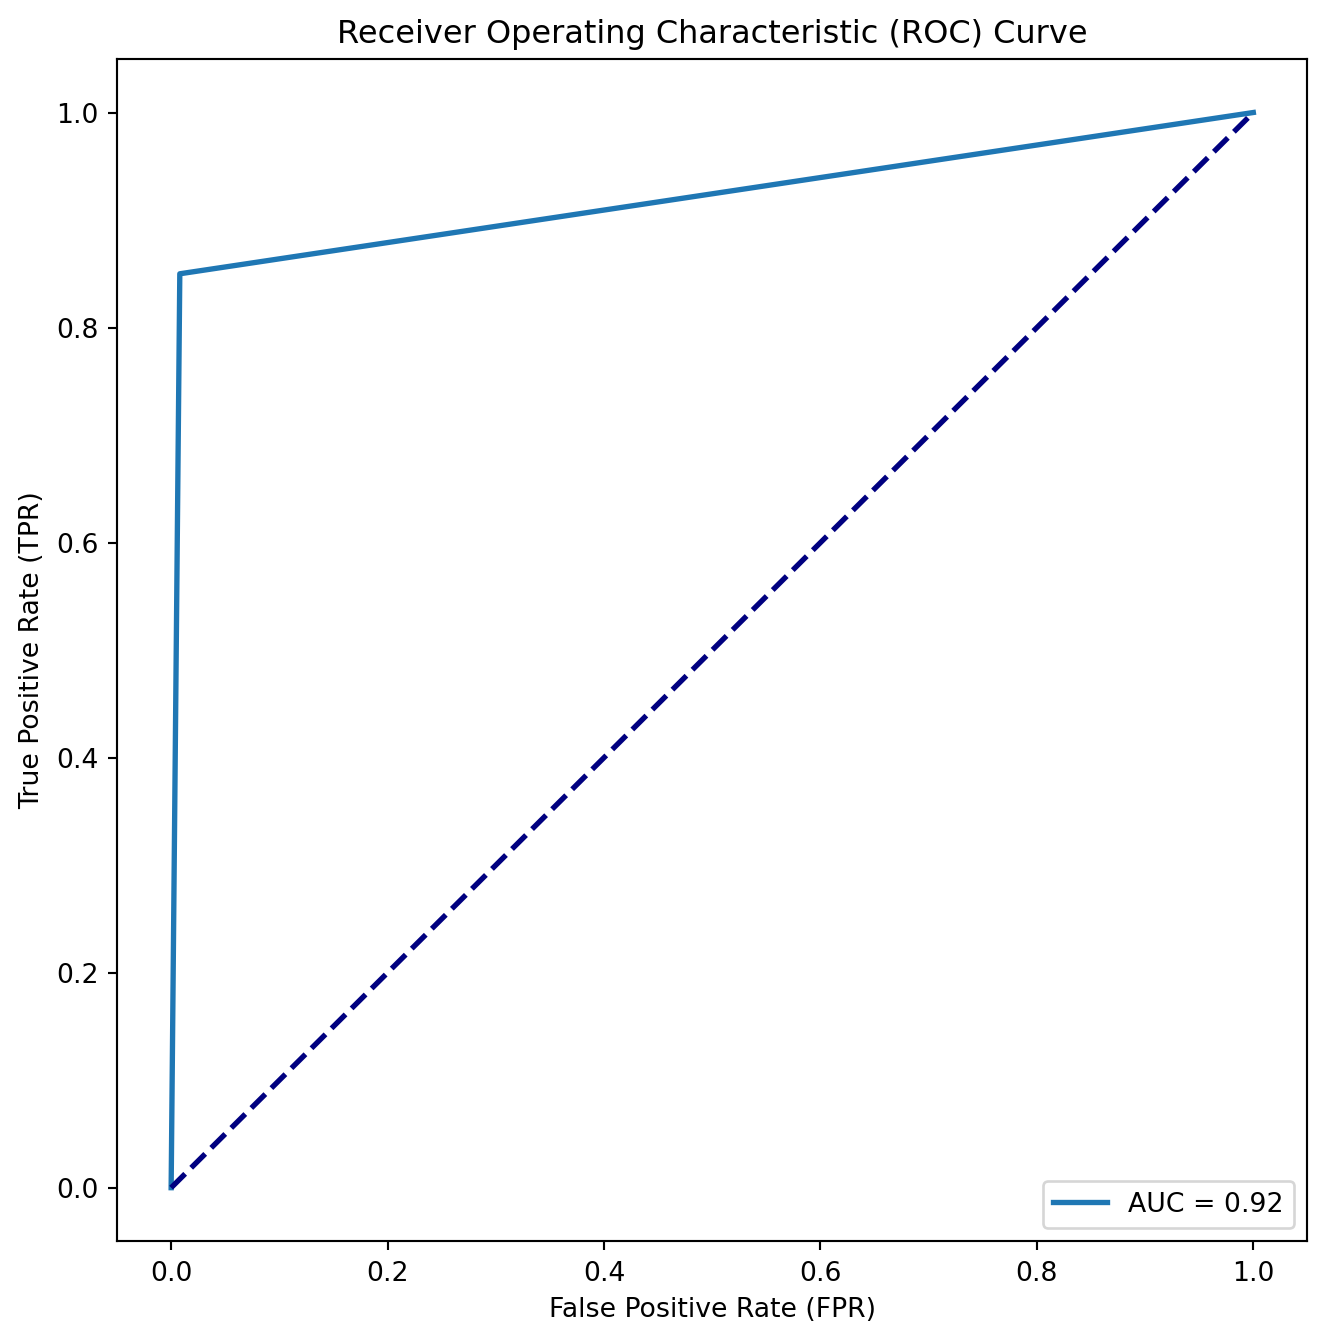 Receiver Operating Characteristic (ROC) Curve
1.0
0.8
0.6
0.4
0.2
0.0
True Positive Rate (TPR)
AUC = 0.92
0.0 0.2 0.4 0.6 0.8 1.0
False Positive Rate (FPR)